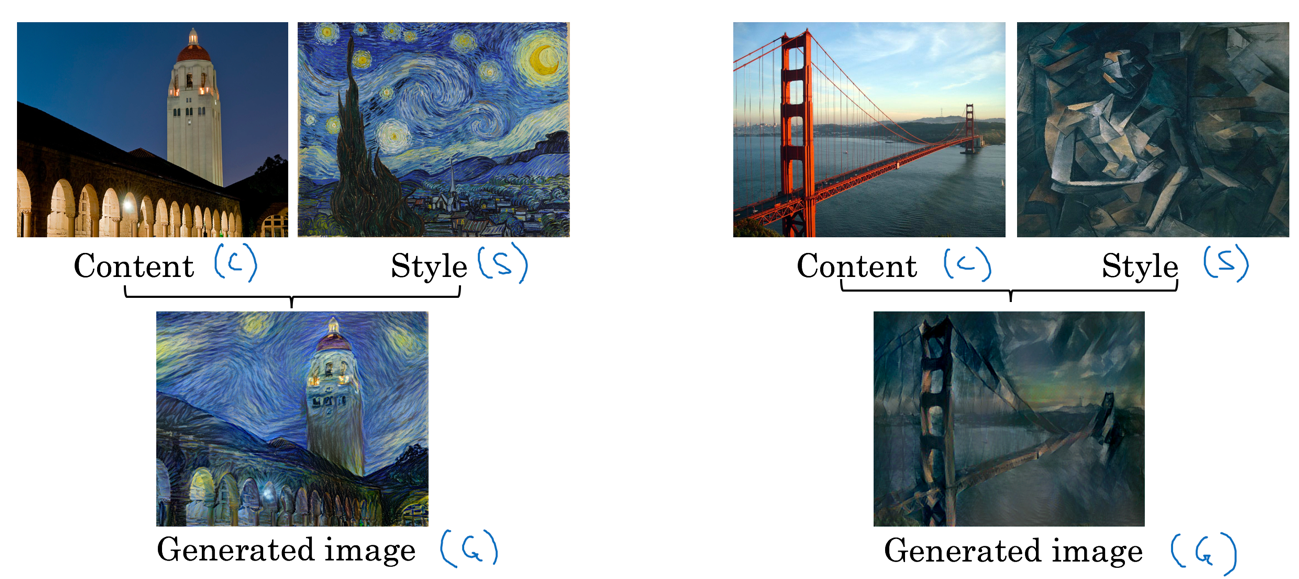 Content (C) Style (S) Content (C) Style (S)
Generated image (G) Generated image (G)